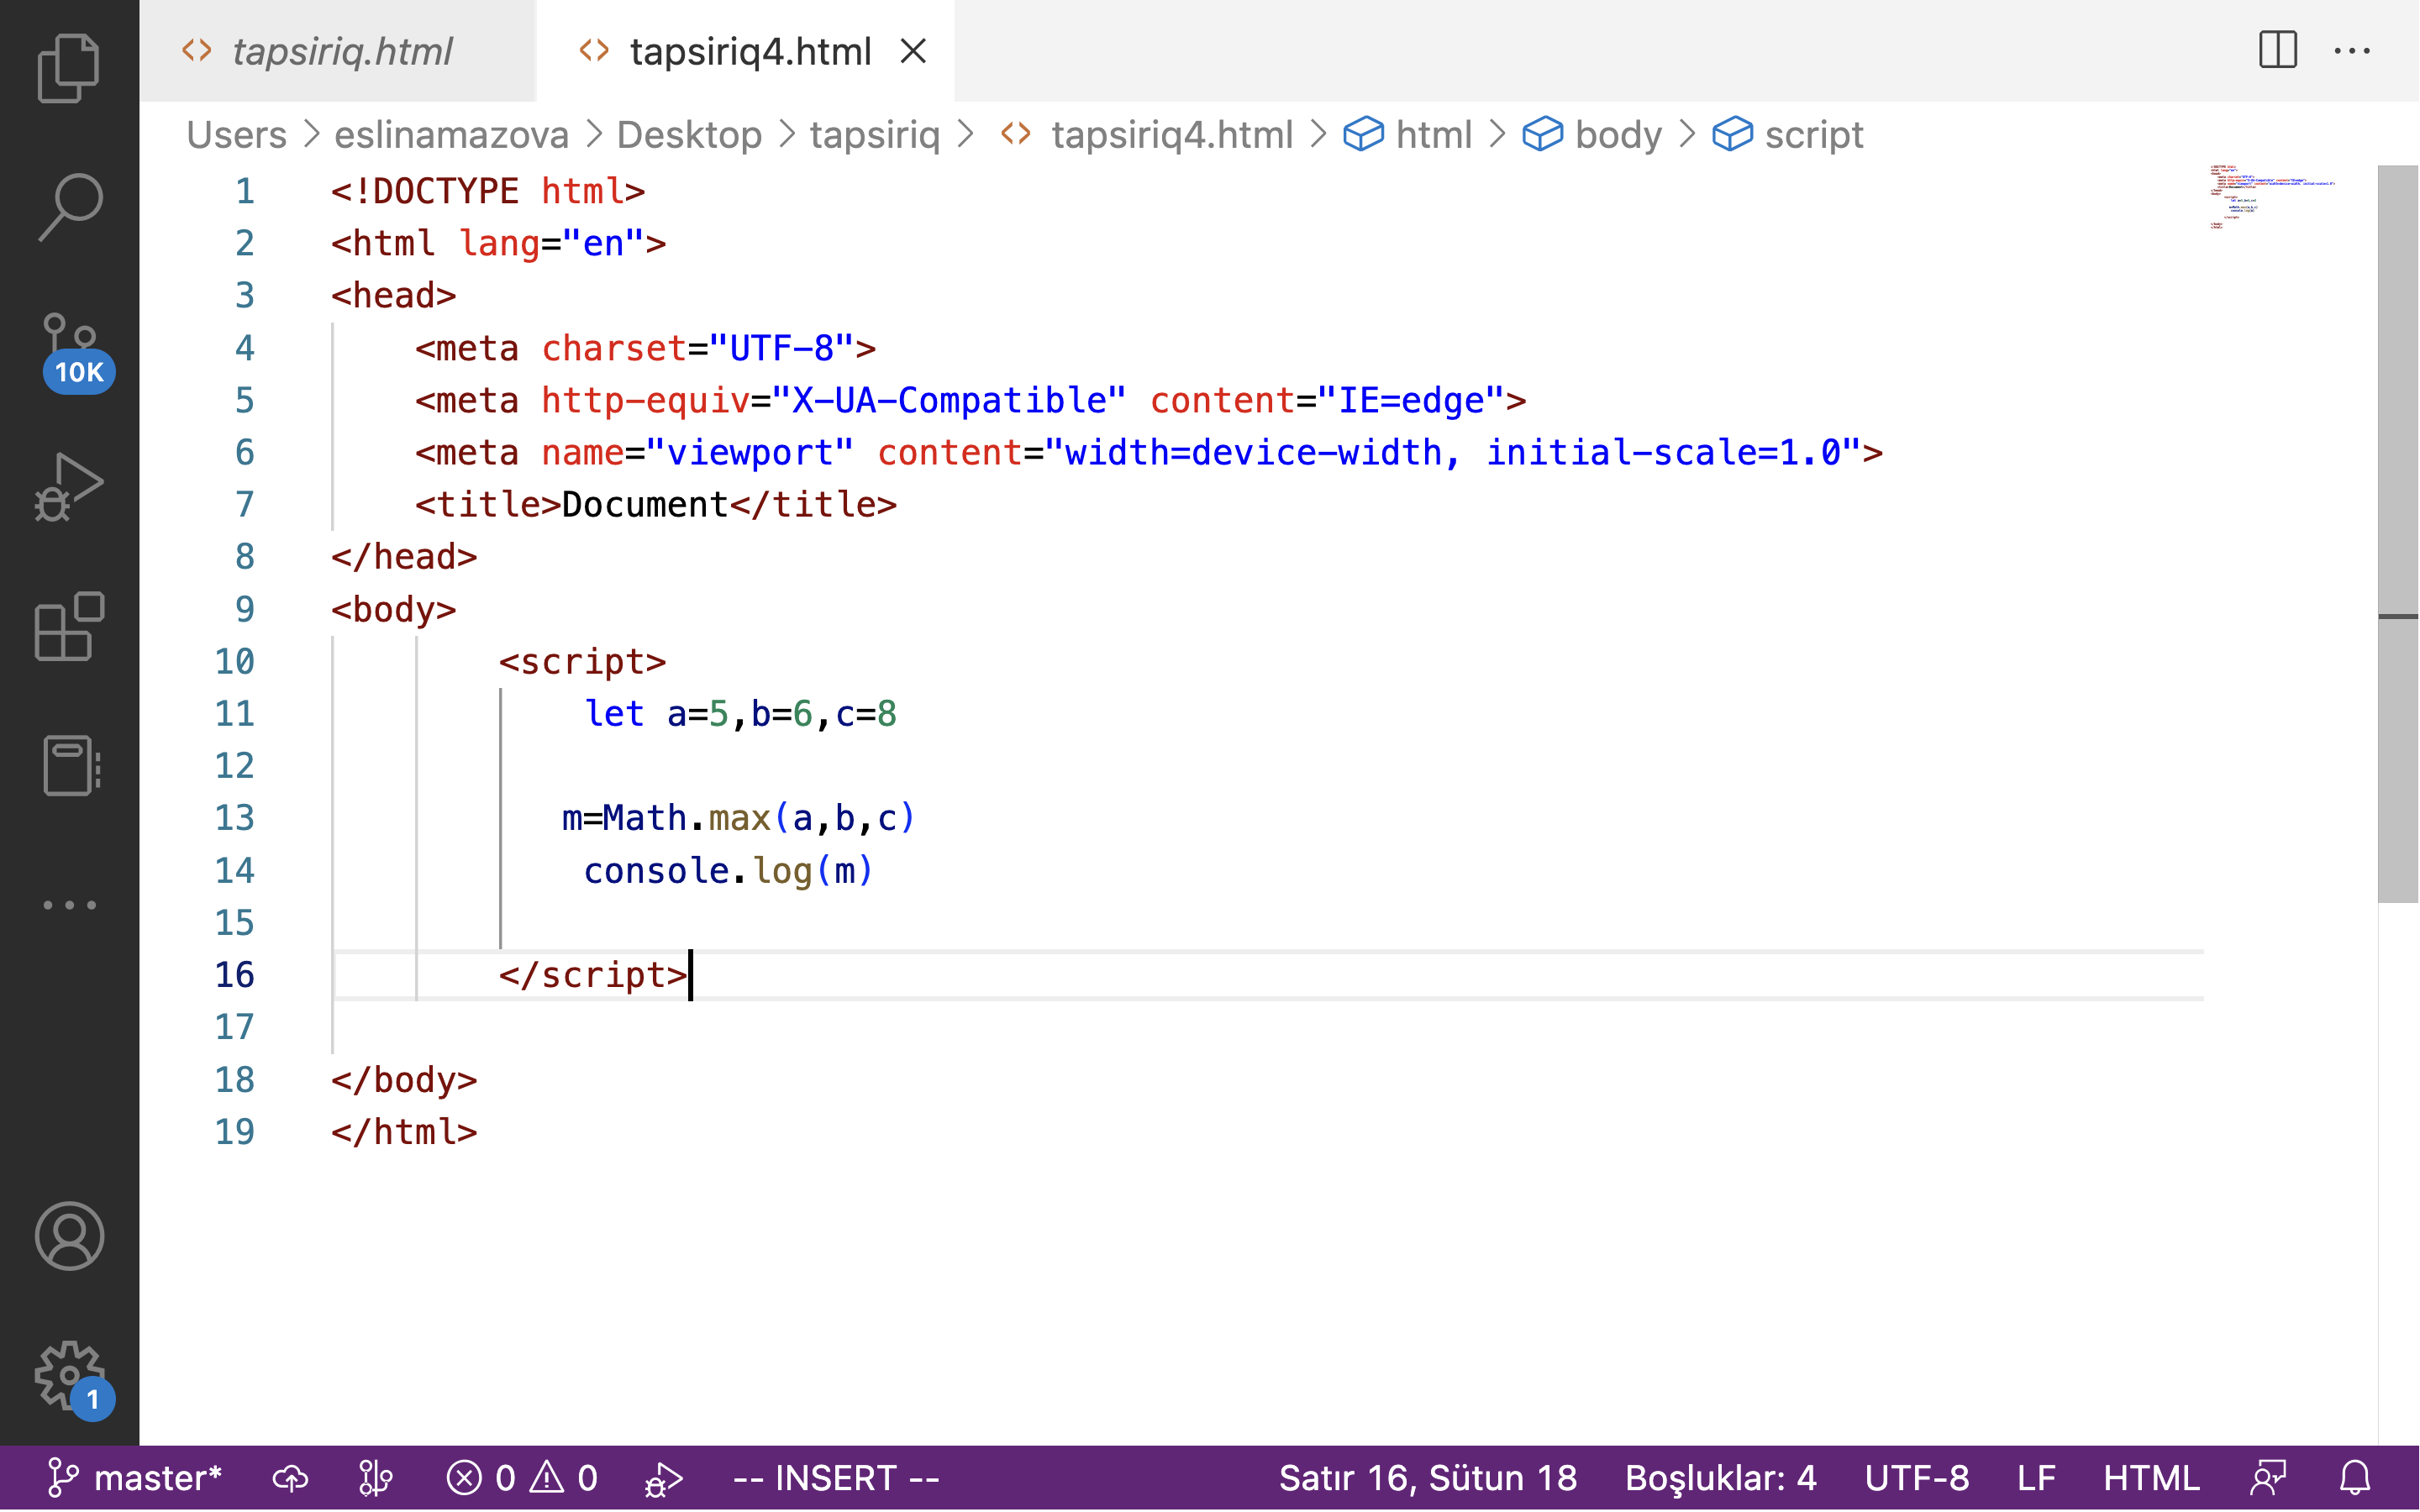 tapsiriq.html
tapsiriq4.html
Users > eslinamazova > Desktop > tapsiriq > tapsiriq4.html > html > body > script
1 <!DOCTYPE html>
2 <html lang="en">
3 <head>
4     <meta charset="UTF-8">
5     <meta http-equiv="X-UA-Compatible" content="IE=edge">
6     <meta name="viewport" content="width=device-width, initial-scale=1.0">
7     <title>Document</title>
8 </head>
9 <body>
10         <script>
11             let a=5,b=6,c=8
12
13            m=Math.max(a,b,c)
14             console.log(m)
15
16         </script>
17
18 </body>
19 </html>
10K
1
master* 0 0 -- INSERT -- Satır 16, Sütun 18 Boşluklar: 4 UTF-8 LF HTML